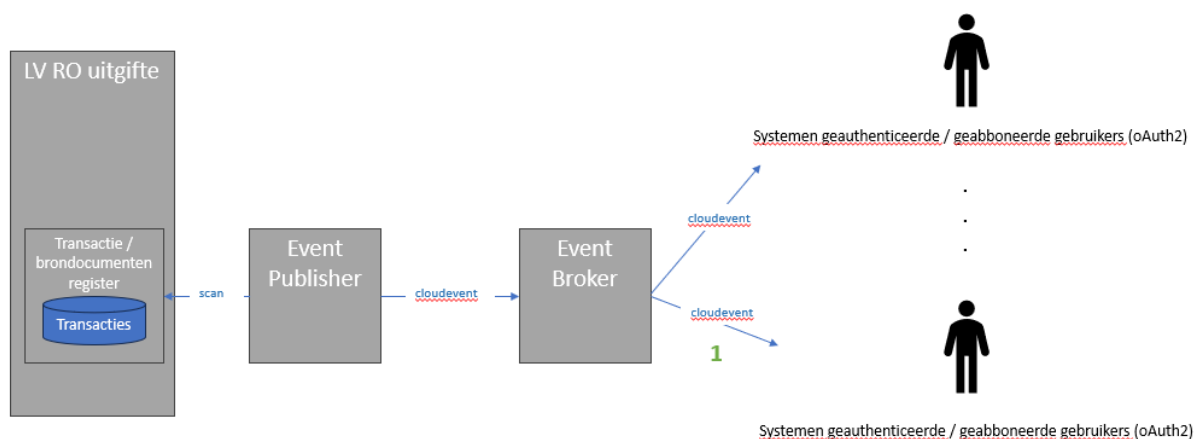 LV RO uitgifte
Systemen geauthenticeerde / geabboneerde gebruikers (oAuth2)
.
.
.
cloudevent
Transactie /
brondocumenten
register
Transacties
scan
Event
Publisher
cloudevent
Event
Broker
cloudevent
1
Systemen geauthenticeerde / geabboneerde gebruikers (oAuth2)